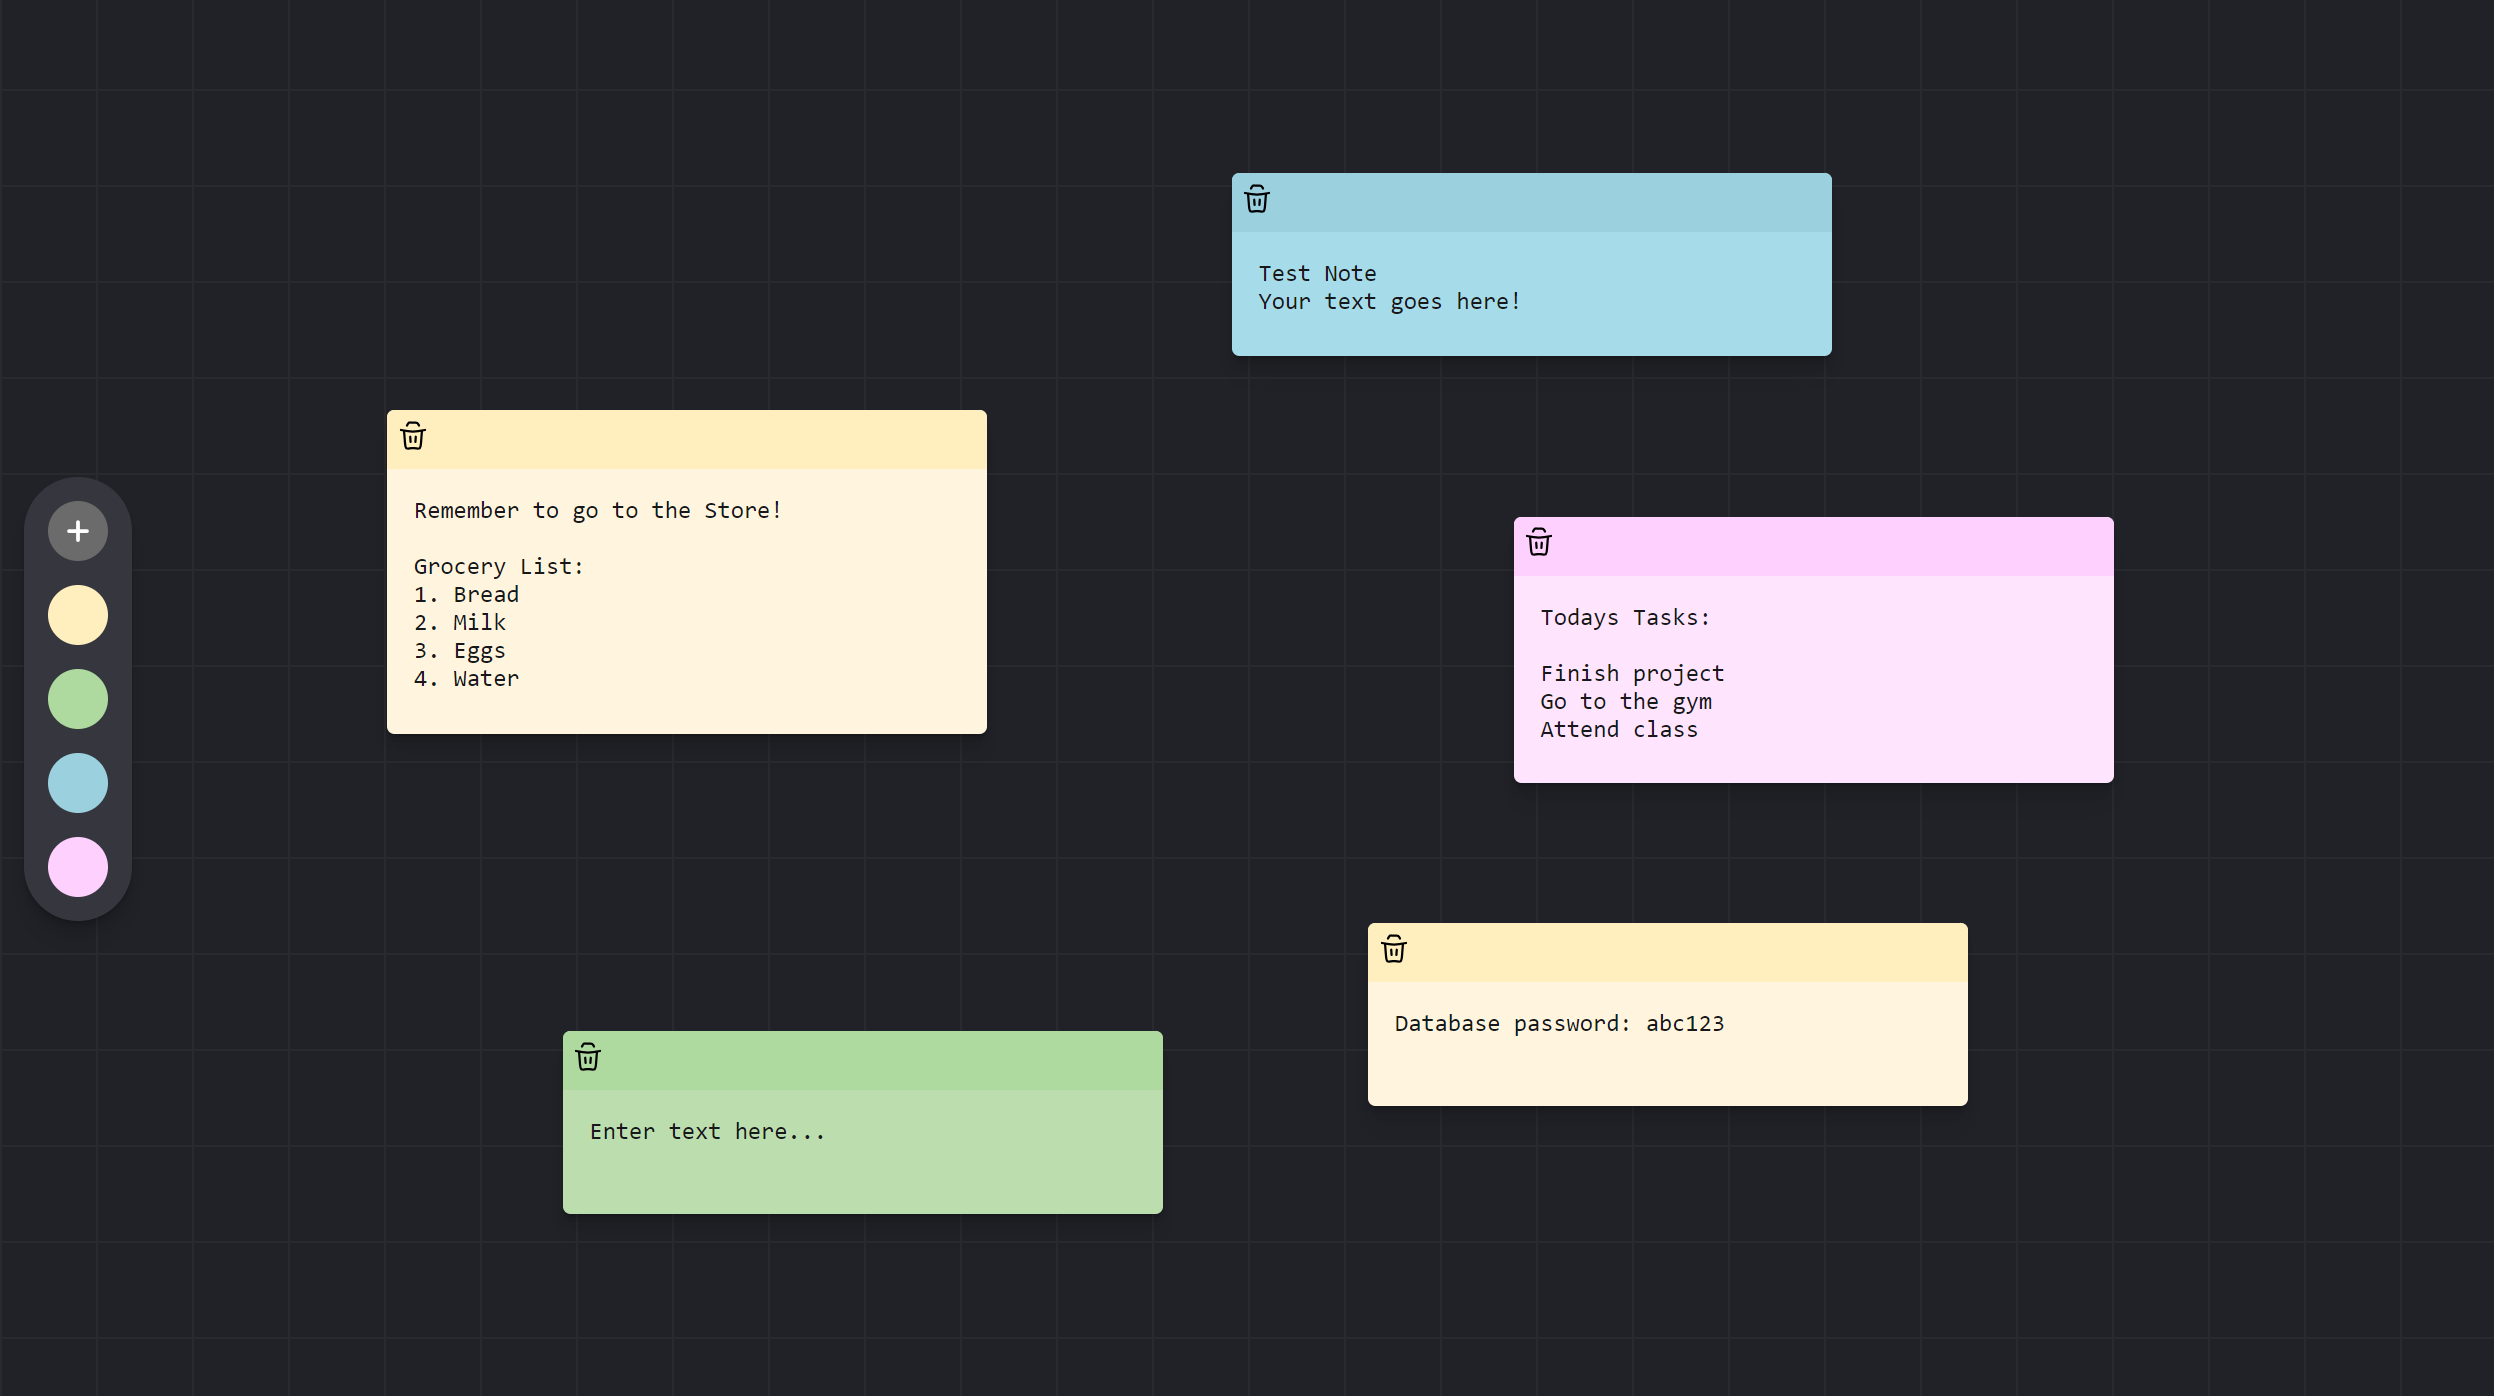 Test Note
Your text goes here!
Remember to go to the Store!
Grocery List:
1. Bread
2. Milk
3. Eggs
4. Water
Todays Tasks:
Finish project
Go to the gym
Attend class
Database password: abc123
Enter text here...